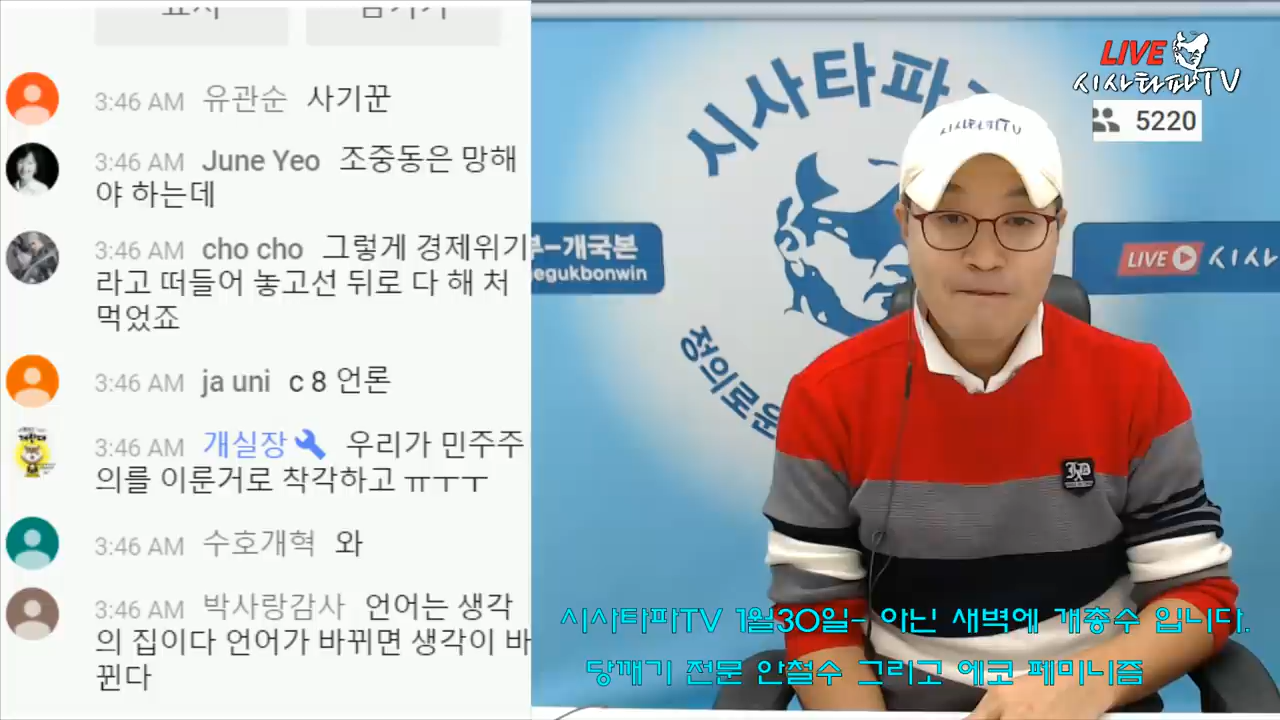 3:46 AM 유관순 사기꾼
3:46 AM June Yeo 조중동은 망해
야 하는데
3:46 AM cho cho 그렇게 경제위기
라고 떠들어 놓고선 뒤로 다 해 처
먹었죠
3:46 AM ja uni c 8 언론
3:46 AM 개실장 우리가 민주주
의를 이룬거로 착각하고 ㅠㅜㅜ
3:46 AM 수호개혁 와
3:46 AM 박사랑감사 언어는 생각
의 집이다 언어가 바뀌면 생각이 바
뀐다
시사타파
시사타파TV
LIVE
시사타파TV
5220
부-개국본
egukbonwin
LIVE 시사
정의로운
시사타파TV 1월30일- 아닌 새벽에 개총수 입니다.
당깨기 전문 안철수 그리고 에코 페미니즘